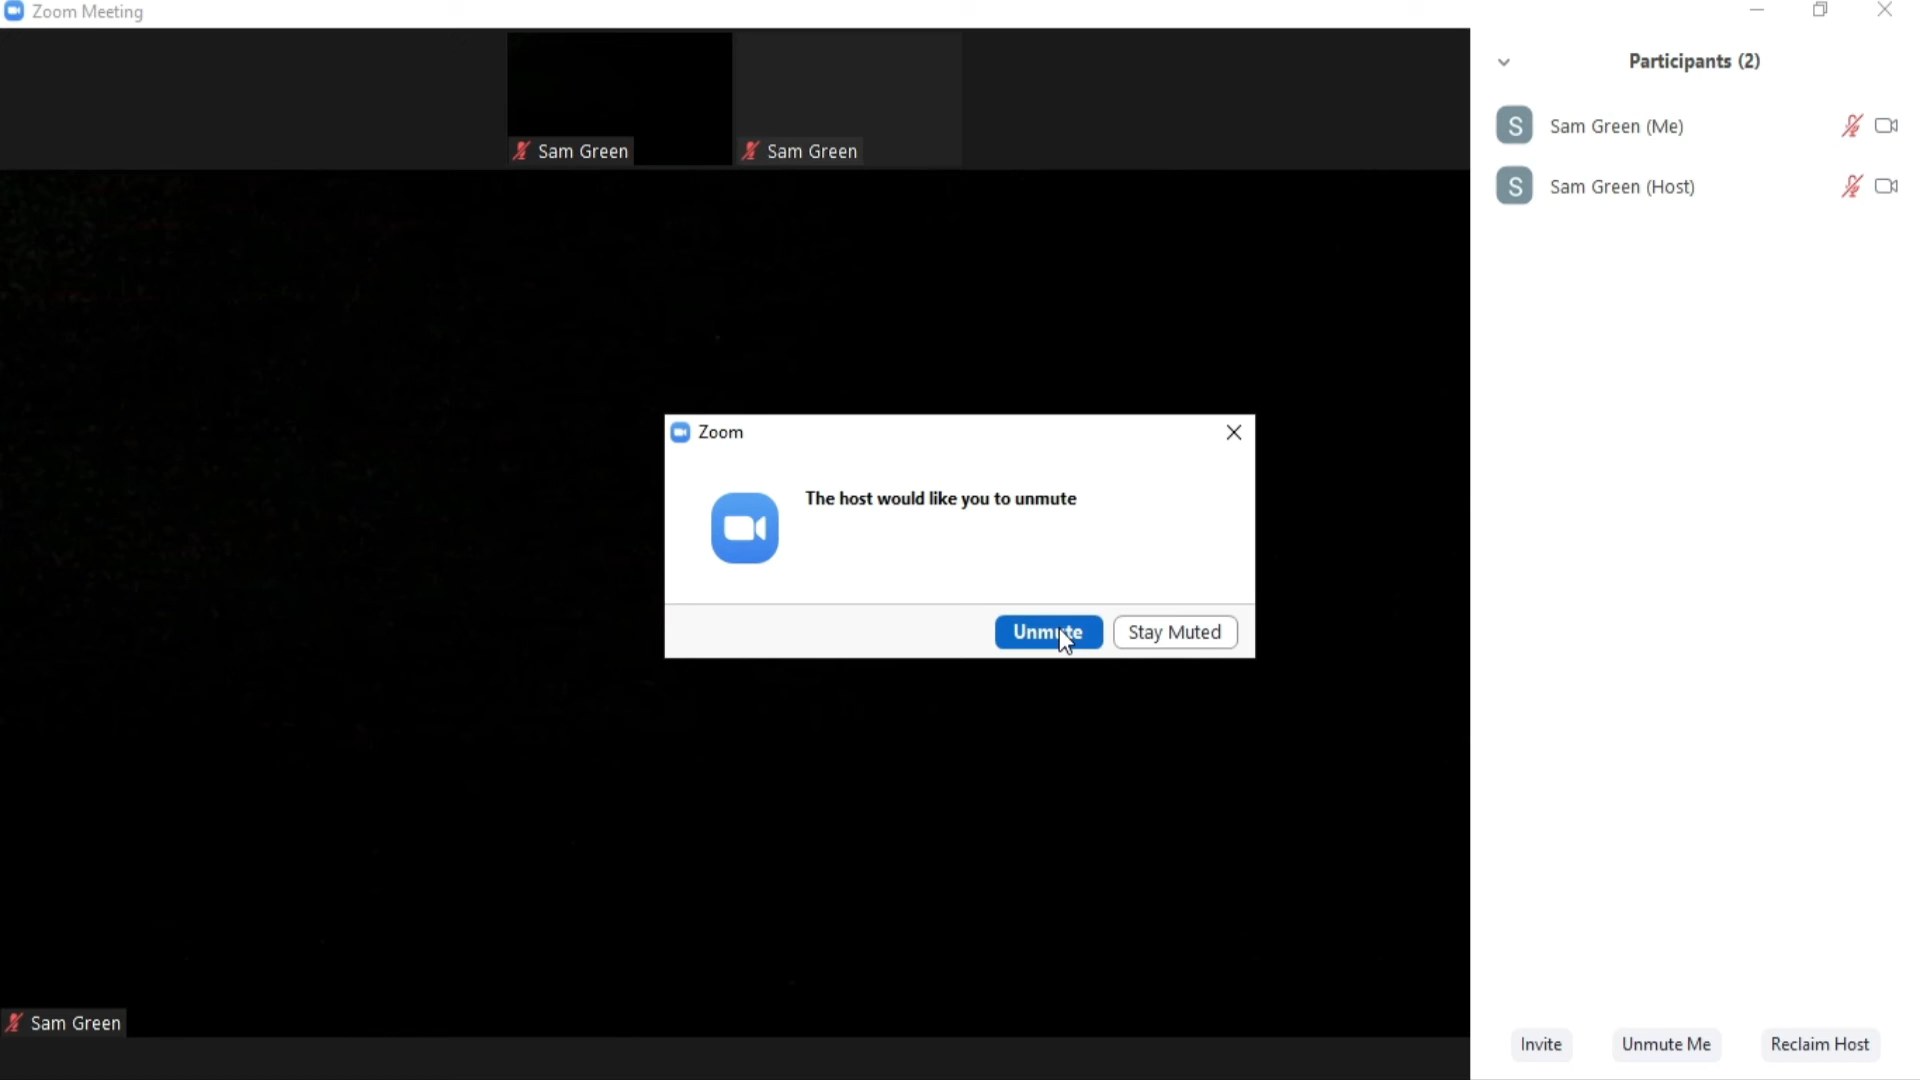 Zoom Meeting
Sam Green
Sam Green
Participants (2)
S Sam Green (Me)
S Sam Green (Host)
Zoom
The host would like you to unmute
Unmute
Stay Muted
Sam Green
Invite
Unmute Me
Reclaim Host